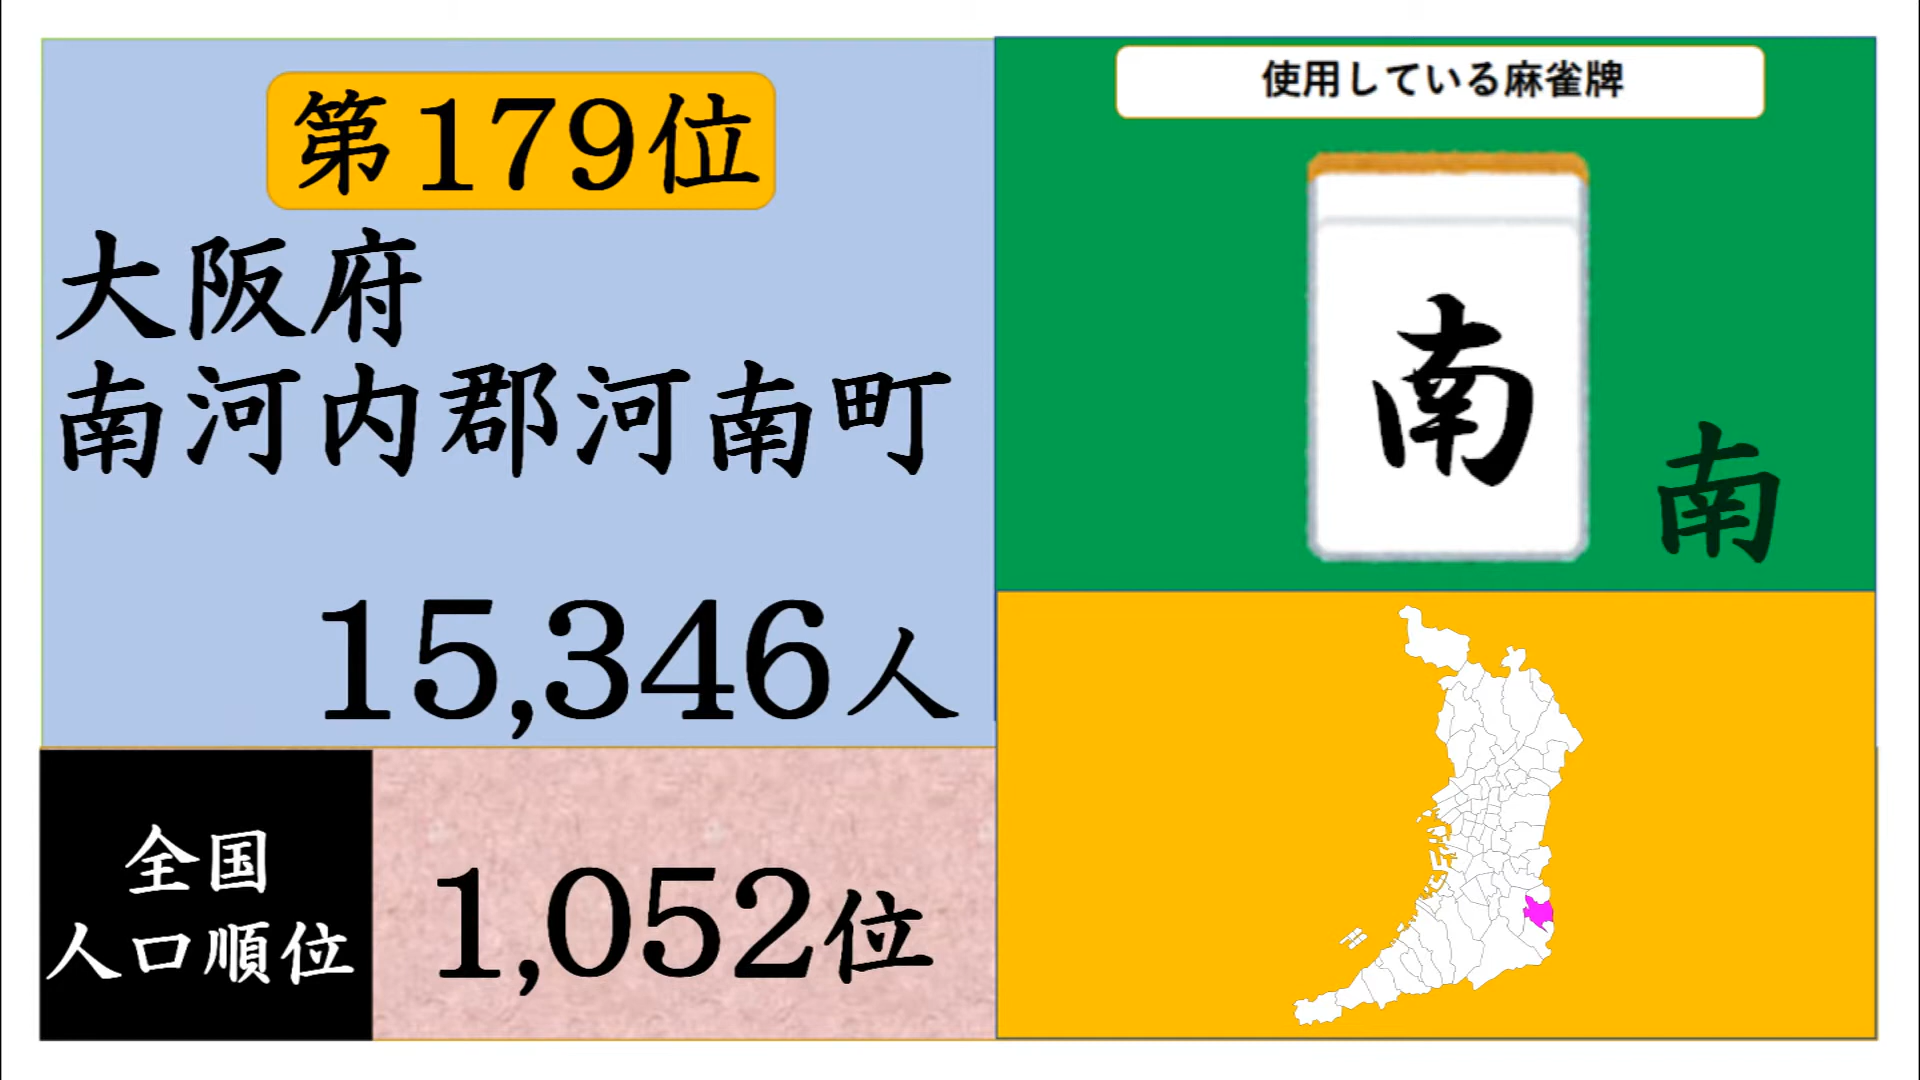 第179位
大阪府
南河内郡河南町
15,346人
全国
人口順位
1,052位
使用している麻雀牌
南
南